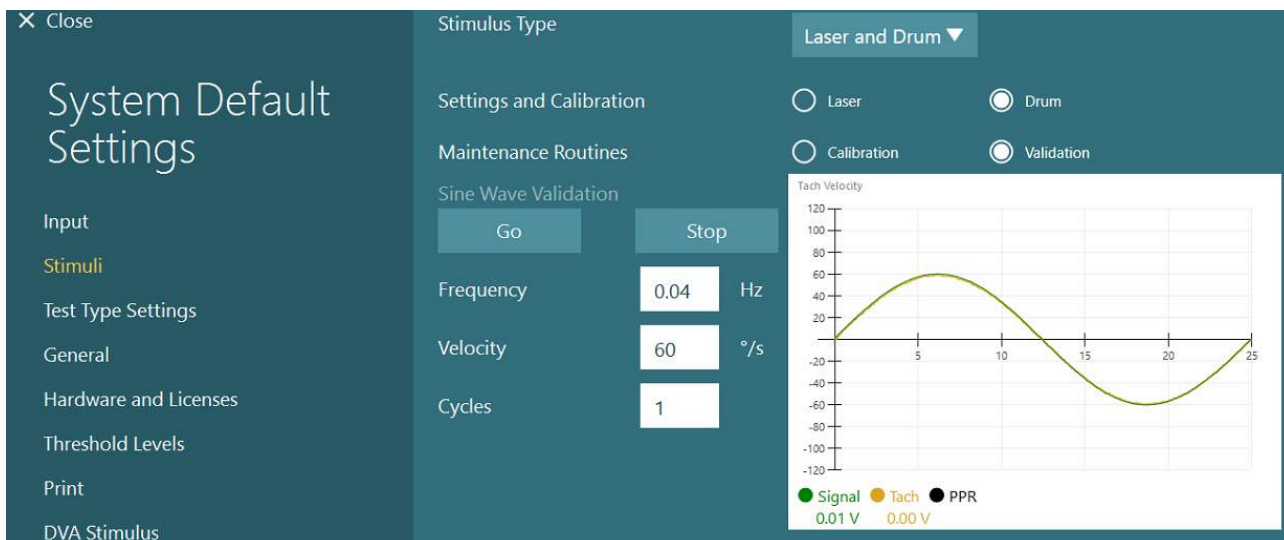 Close
System Default
Settings
Input
Stimuli
Test Type Settings
General
Hardware and Licenses
Threshold Levels
Print
DVA Stimulus
Stimulus Type
Laser and Drum
Settings and Calibration
Laser
Drum
Maintenance Routines
Calibration
Validation
Sine Wave Validation
Go
Stop
Frequency
0.04
Hz
Velocity
60
°/s
Cycles
1
Tach Velocity
120
100
80
60
40
20
-20
-40
-60
-80
-100
-120
5
10
15
20
25
Signal
Tach
PPR
0.01 V
0.00 V